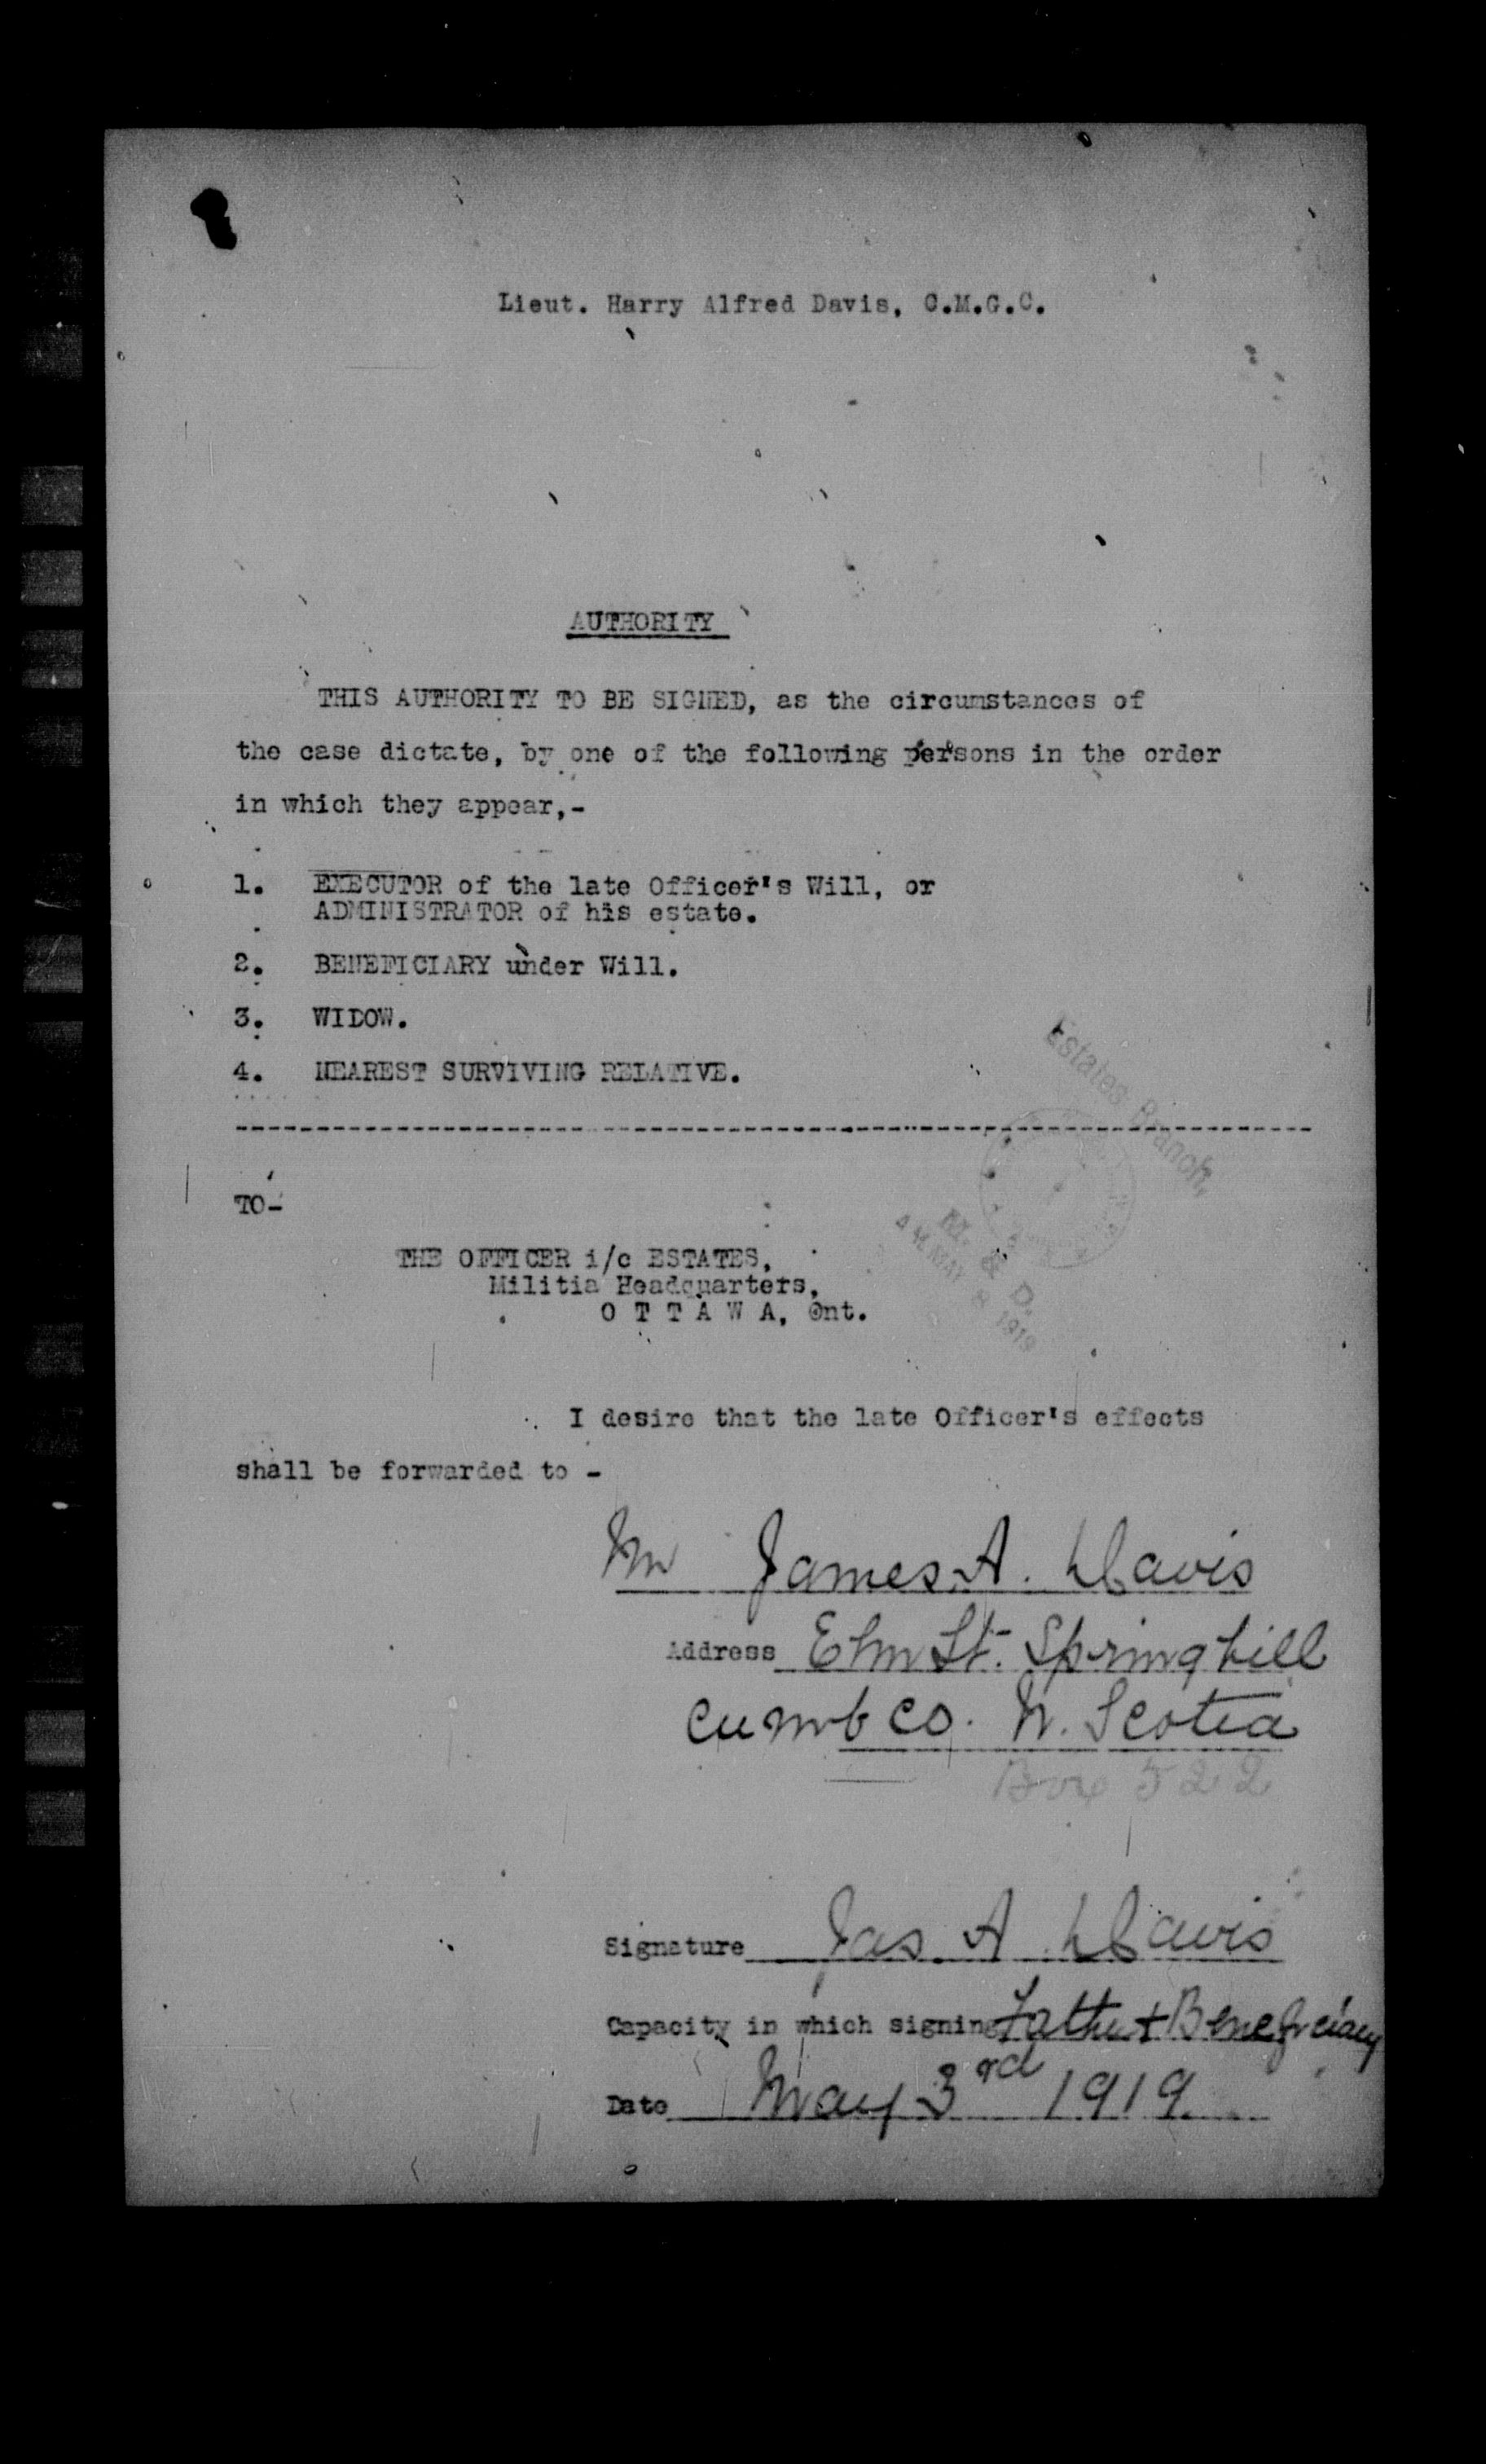 Lieut. Harry Alfred Davis, C.M.G.C.
AUTHORITY
THIS AUTHORITY TO BE SIGNED, as the circumstances of
the case dictate, by one of the following persons in the order
in which they appear,-
1. EXECUTOR of the late Officer's Will, or
ADMINISTRATOR of his estate.
2. BENEFICIARY under Will.
3. WIDOW.
4. NEAREST SURVIVING RELATIVE.
Estates Branch,
TO-
M. & D.
MAY 8 1919
THE OFFICER i/c ESTATES,
Militia Headquarters,
O T T A W A, Ont.
I desire that the late Officer's effects
shall be forwarded to -
Mr James A. Davis
Address Elm St. Springhill
Cumb Co. N. Scotia
Box 522
Signature Jas A Davis
Capacity in which signing Father + Beneficiary
Date May 3rd 1919